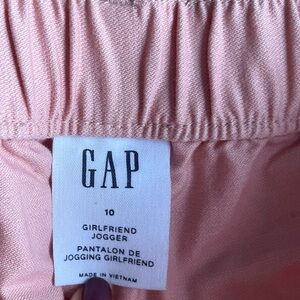 GAP
10
GIRLFRIEND
JOGGER
PANTALON DE
JOGGING GIRLFRIEND
MADE IN VIETNAM